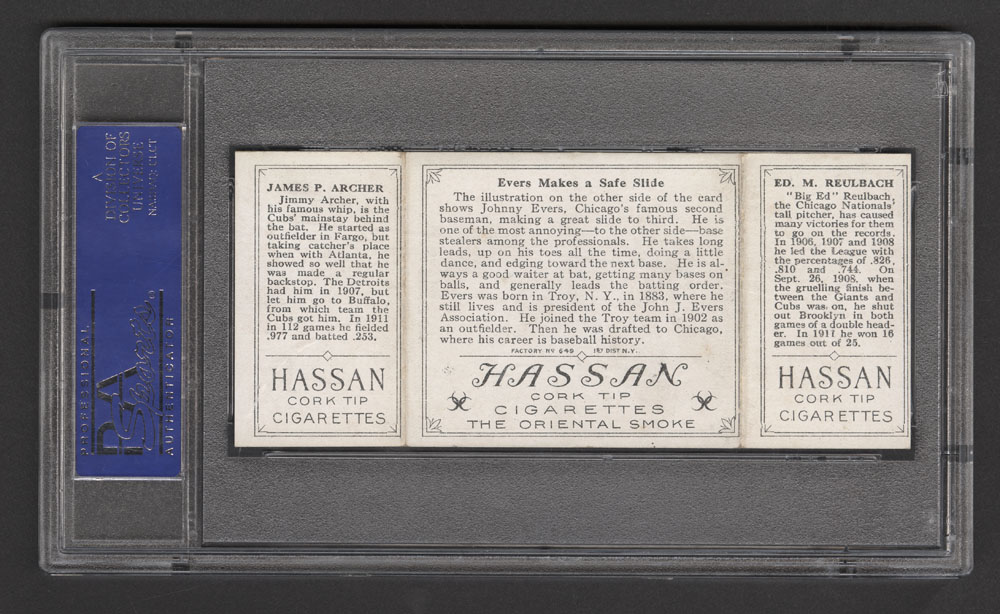 A
DIVISION OF
COLLECTORS
UNIVERSE
NASDAQ: CLCT
PROFESSIONAL
PSA
Sports
AUTHENTICATOR
JAMES P. ARCHER
Jimmy Archer, with
his famous whip, is the
Cubs' mainstay behind
the bat. He started as
outfielder in Fargo, but
taking catcher's place
when with Atlanta, he
showed so well that he
was made a regular
backstop. The Detroits
had him in 1907, but
let him go to Buffalo,
from which team the
Cubs got him. In 1911
in 112 games he fielded
.977 and batted .253.
HASSAN
CORK TIP
CIGARETTES
Evers Makes a Safe Slide
The illustration on the other side of the card
shows Johnny Evers, Chicago's famous second
baseman, making a great slide to third. He is
one of the most annoying—to the other side—base
stealers among the professionals. He takes long
leads, up on his toes all the time, doing a little
dance, and edging toward the next base. He is al-
ways a good waiter at bat, getting many bases on
balls, and generally leads the batting order.
Evers was born in Troy, N. Y., in 1883, where he
still lives and is president of the John J. Evers
Association. He joined the Troy team in 1902 as
an outfielder. Then he was drafted to Chicago,
where his career is baseball history.
FACTORY Nº 649 1ST DIST N.Y.
HASSAN
CORK TIP
CIGARETTES
THE ORIENTAL SMOKE
ED. M. REULBACH
"Big Ed" Reulbach,
the Chicago Nationals'
tall pitcher, has caused
many victories for them
to go on the records.
In 1906, 1907 and 1908
he led the League with
the percentages of .826,
.810 and .744. On
Sept. 26, 1908, when
the gruelling finish be-
tween the Giants and
Cubs was on, he shut
out Brooklyn in both
games of a double head-
er. In 1911 he won 16
games out of 25.
HASSAN
CORK TIP
CIGARETTES